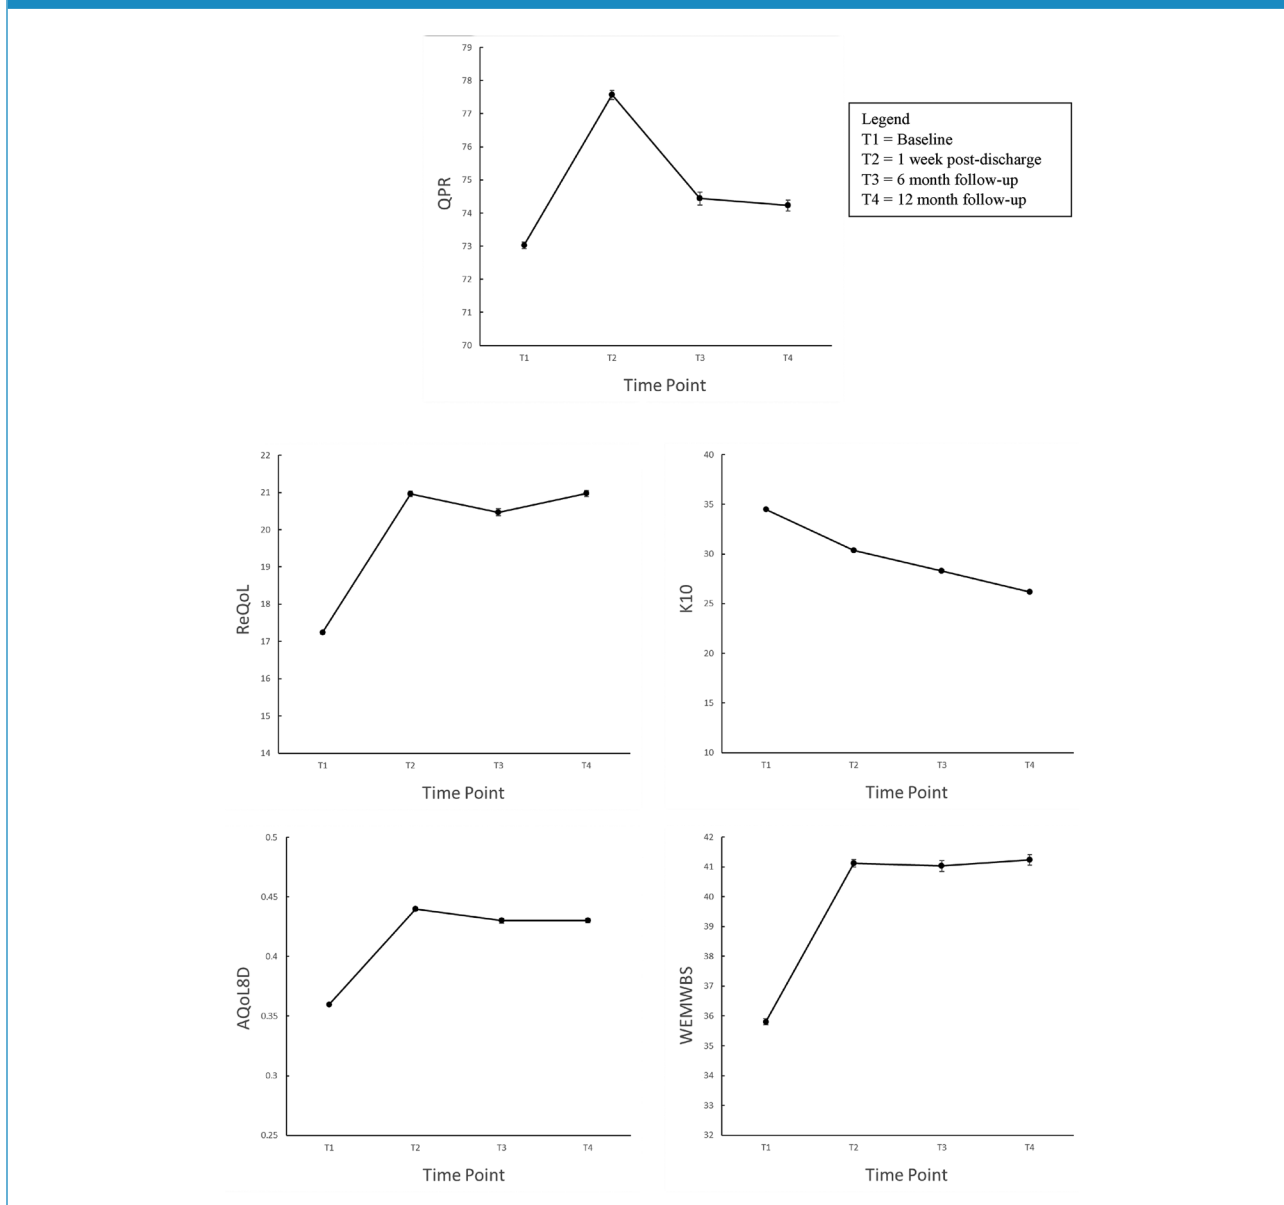 79
78
77
76
75
74
73
72
71
70
QPR
T1 T2 T3 T4
Time Point
Legend
T1 = Baseline
T2 = 1 week post-discharge
T3 = 6 month follow-up
T4 = 12 month follow-up
22
21
20
19
18
17
16
15
14
ReQoL
T1 T2 T3 T4
Time Point
40
35
30
25
20
15
10
K10
T1 T2 T3 T4
Time Point
0.5
0.45
0.4
0.35
0.3
0.25
AQoL8D
T1 T2 T3 T4
Time Point
42
41
40
39
38
37
36
35
34
33
32
WEMWBS
T1 T2 T3 T4
Time Point